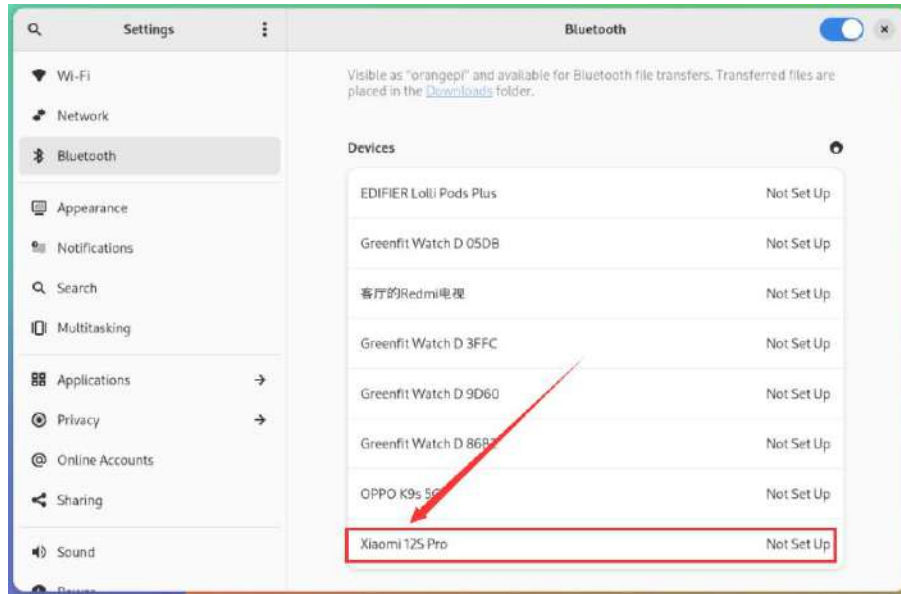 Settings
Bluetooth
Wi-Fi
Network
Bluetooth
Appearance
Notifications
Search
Multitasking
Applications
Privacy
Online Accounts
Sharing
Sound
Power
Visible as "orangepi" and available for Bluetooth file transfers. Transferred files are
placed in the Downloads folder.
Devices
EDIFIER Lolli Pods Plus Not Set Up
Greenfit Watch D 05DB Not Set Up
客厅的Redmi电视 Not Set Up
Greenfit Watch D 3FFC Not Set Up
Greenfit Watch D 9D60 Not Set Up
Greenfit Watch D Not Set Up
OPPO K9s Not Set Up
Xiaomi 12S Pro Not Set Up